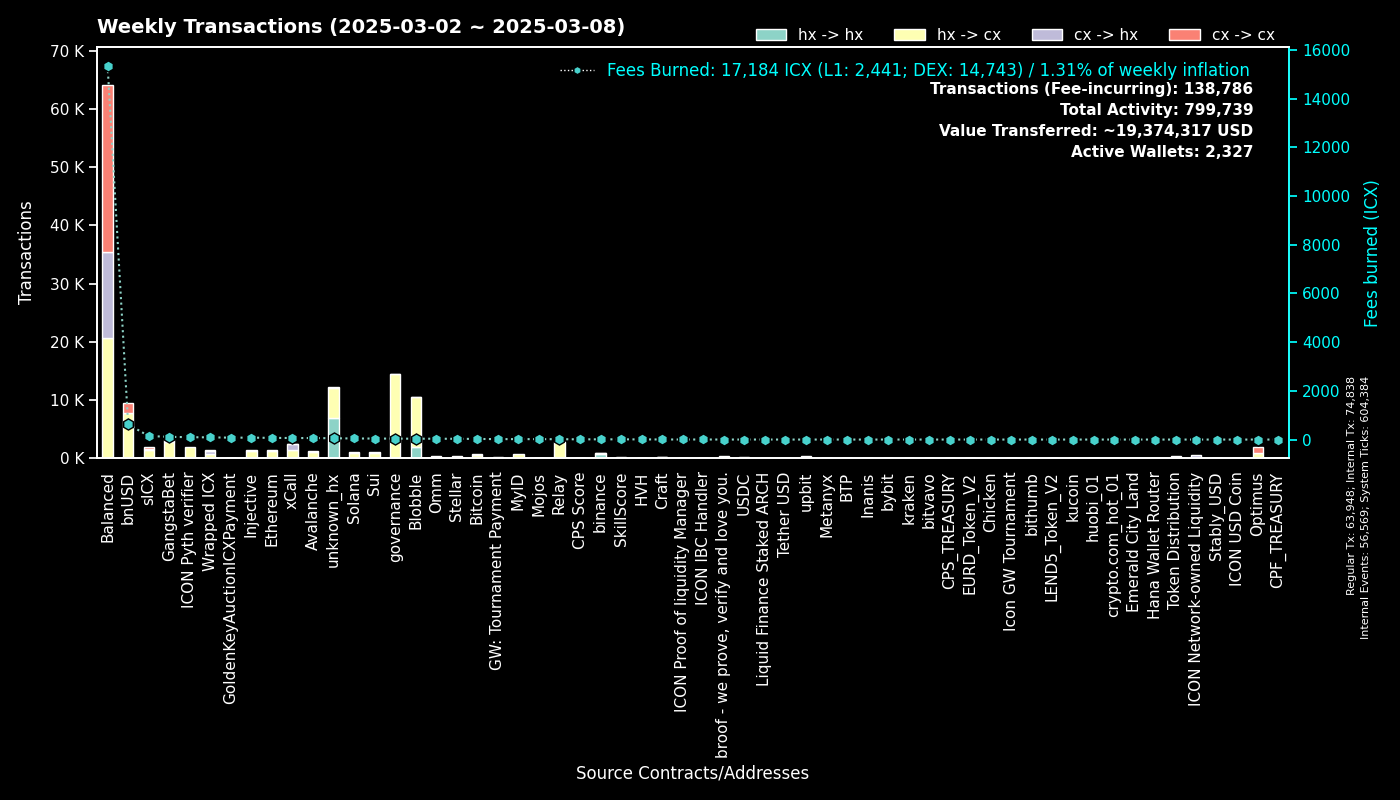 Weekly Transactions (2025-03-02 ~ 2025-03-08)
hx -> hx
hx -> cx
cx -> hx
cx -> cx
Fees Burned: 17,184 ICX (L1: 2,441; DEX: 14,743) / 1.31% of weekly inflation
Transactions (Fee-incurring): 138,786
Total Activity: 799,739
Value Transferred: ~19,374,317 USD
Active Wallets: 2,327
Transactions
70 K
60 K
50 K
40 K
30 K
20 K
10 K
0 K
16000
14000
12000
10000
8000
6000
4000
2000
0
Fees burned (ICX)
Regular Tx: 63,948; Internal Tx: 74,838
Internal Events: 56,569; System Ticks: 604,384
Balanced
bnUSD
sICX
GangstaBet
ICON Pyth verifier
Wrapped ICX
GoldenKeyAuctionICXPayment
Injective
Ethereum
xCall
Avalanche
unknown_hx
Solana
Sui
governance
Blobble
Omm
Stellar
Bitcoin
GW: Tournament Payment
MyID
Mojos
Relay
CPS Score
binance
SkillScore
HVH
Craft
ICON Proof of liquidity Manager
ICON IBC Handler
broof - we prove, verify and love you.
USDC
Liquid Finance Staked ARCH
Tether USD
upbit
Metanyx
BTP
Inanis
bybit
kraken
bitvavo
CPS_TREASURY
EURD_Token_V2
Chicken
Icon GW Tournament
bithumb
LEND5_Token_V2
kucoin
huobi_01
crypto.com_hot_01
Emerald City Land
Hana Wallet Router
Token Distribution
ICON Network-owned Liquidity
Stably_USD
ICON USD Coin
Optimus
CPF_TREASURY
Source Contracts/Addresses